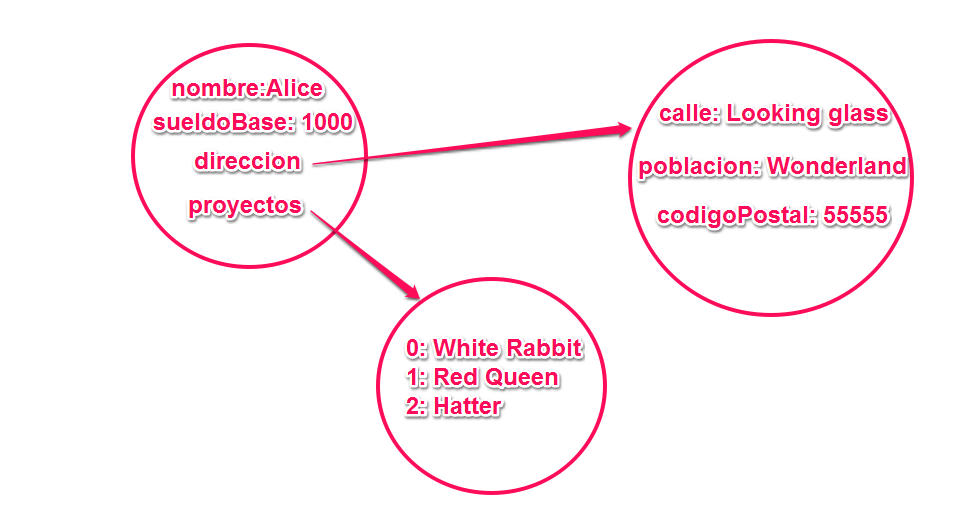 nombre:Alice
sueldoBase: 1000
direccion
proyectos
calle: Looking glass
poblacion: Wonderland
codigoPostal: 55555
0: White Rabbit
1: Red Queen
2: Hatter